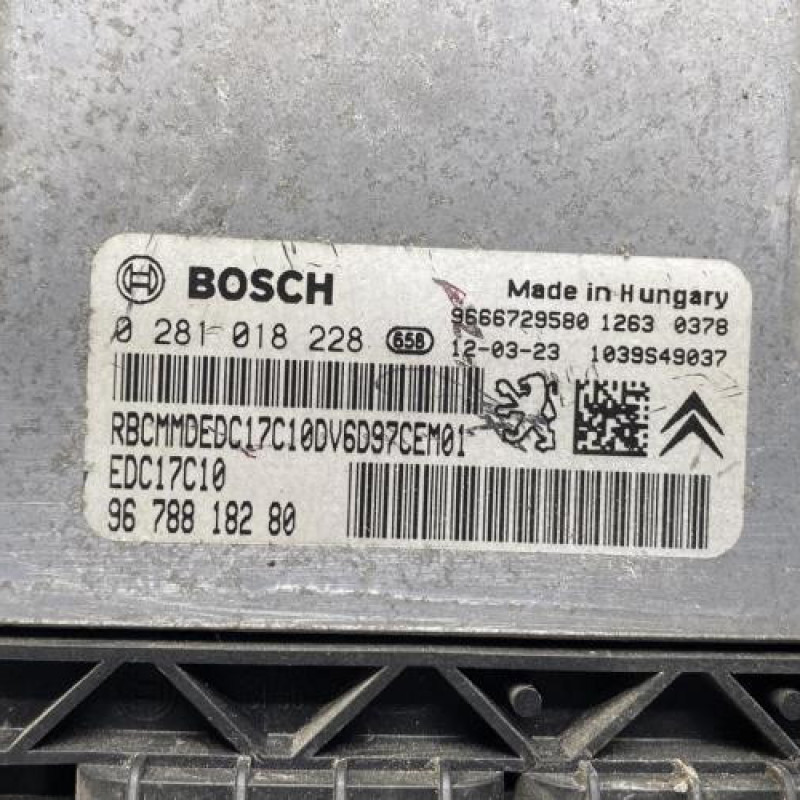 BOSCH
Made in Hungary
9666729580 1263 0378
0 281 018 228 658
12-03-23 1039S49037
RBCMMDEDC17C10DV6D97CEM01
EDC17C10
96 788 182 80